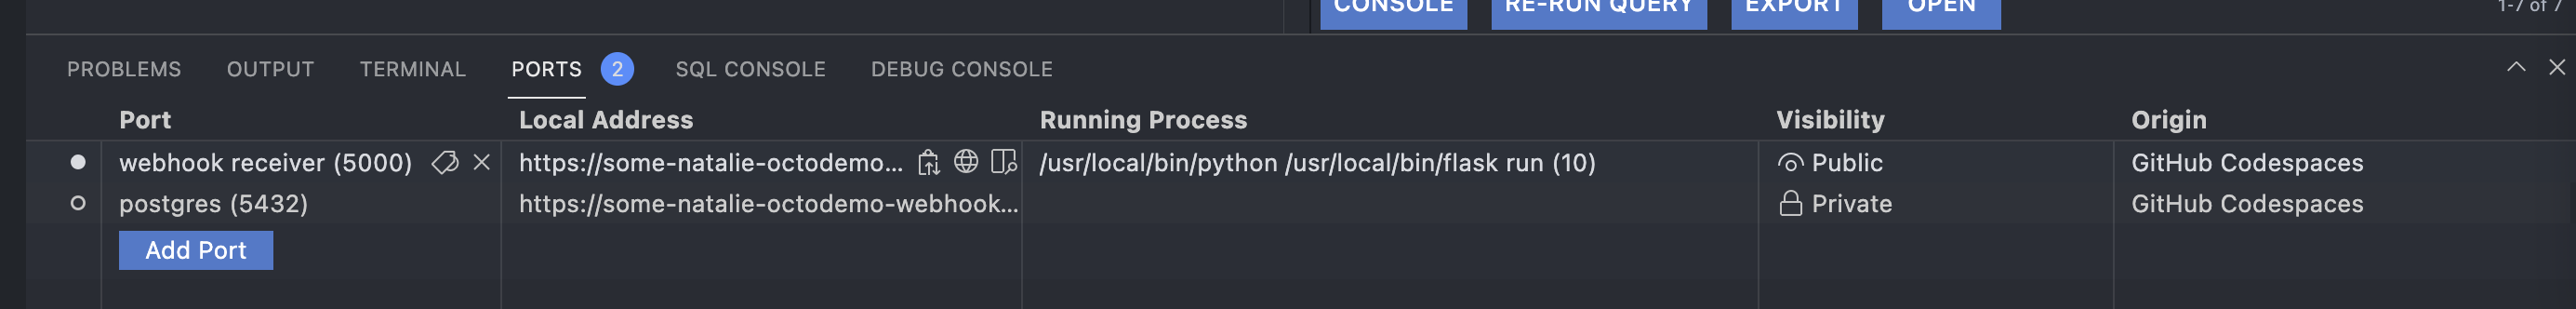 CONSOLE RE-RUN QUERY EXPORT OPEN 1-7 of 7
PROBLEMS OUTPUT TERMINAL PORTS 2 SQL CONSOLE DEBUG CONSOLE
Port Local Address Running Process Visibility Origin
webhook receiver (5000) https://some-natalie-octodemo... /usr/local/bin/python /usr/local/bin/flask run (10) Public GitHub Codespaces
postgres (5432) https://some-natalie-octodemo-webhook... Private GitHub Codespaces
Add Port